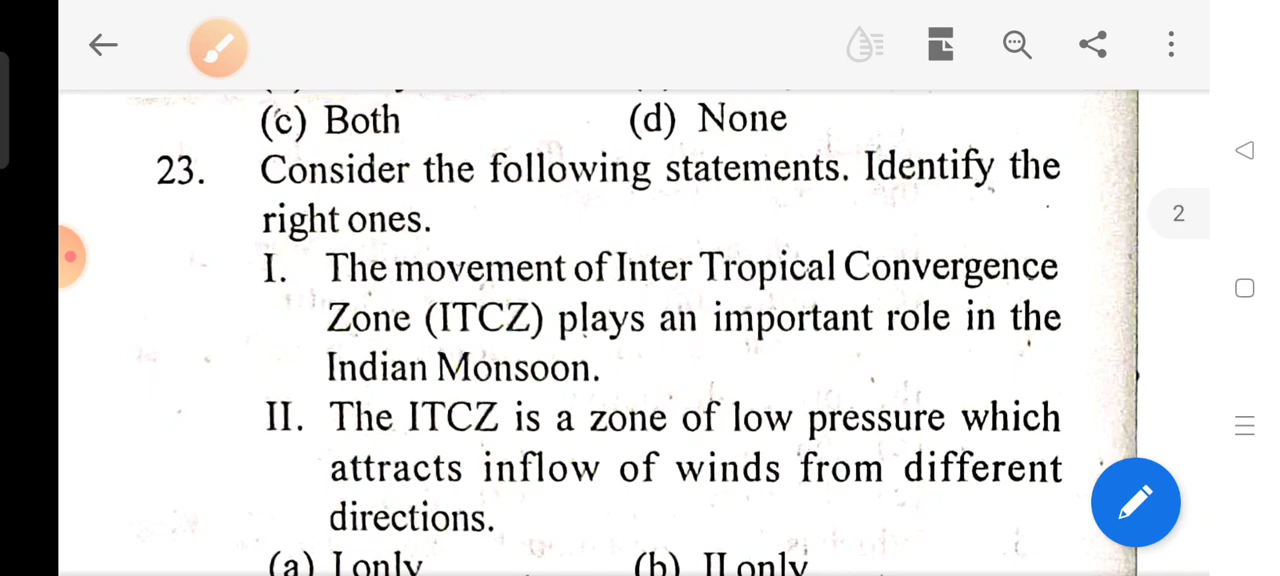 (c) Both (d) None
23. Consider the following statements. Identify the
right ones.
I. The movement of Inter Tropical Convergence
Zone (ITCZ) plays an important role in the
Indian Monsoon.
II. The ITCZ is a zone of low pressure which
attracts inflow of winds from different
directions.
(a) I only (b) II only
2